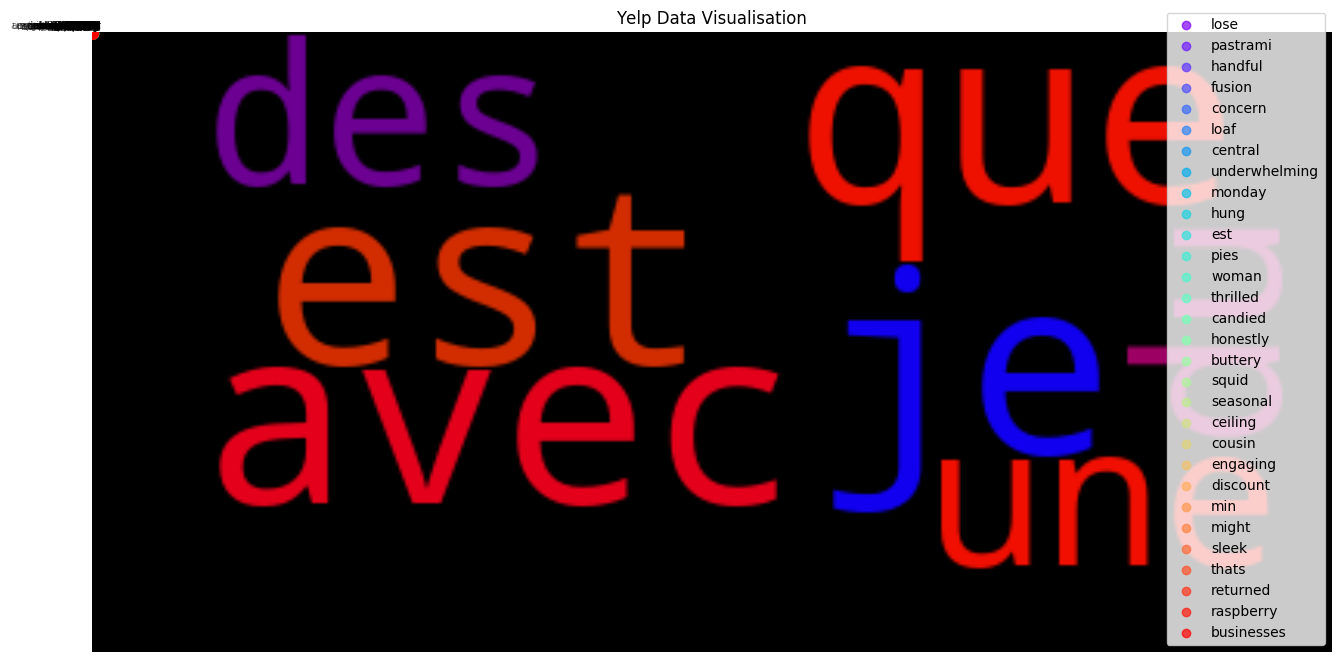 Yelp Data Visualisation
des
que
est
je
avec
une
lose
pastrami
handful
fusion
concern
loaf
central
underwhelming
monday
hung
est
pies
woman
thrilled
candied
honestly
buttery
squid
seasonal
ceiling
cousin
engaging
discount
min
might
sleek
thats
returned
raspberry
businesses